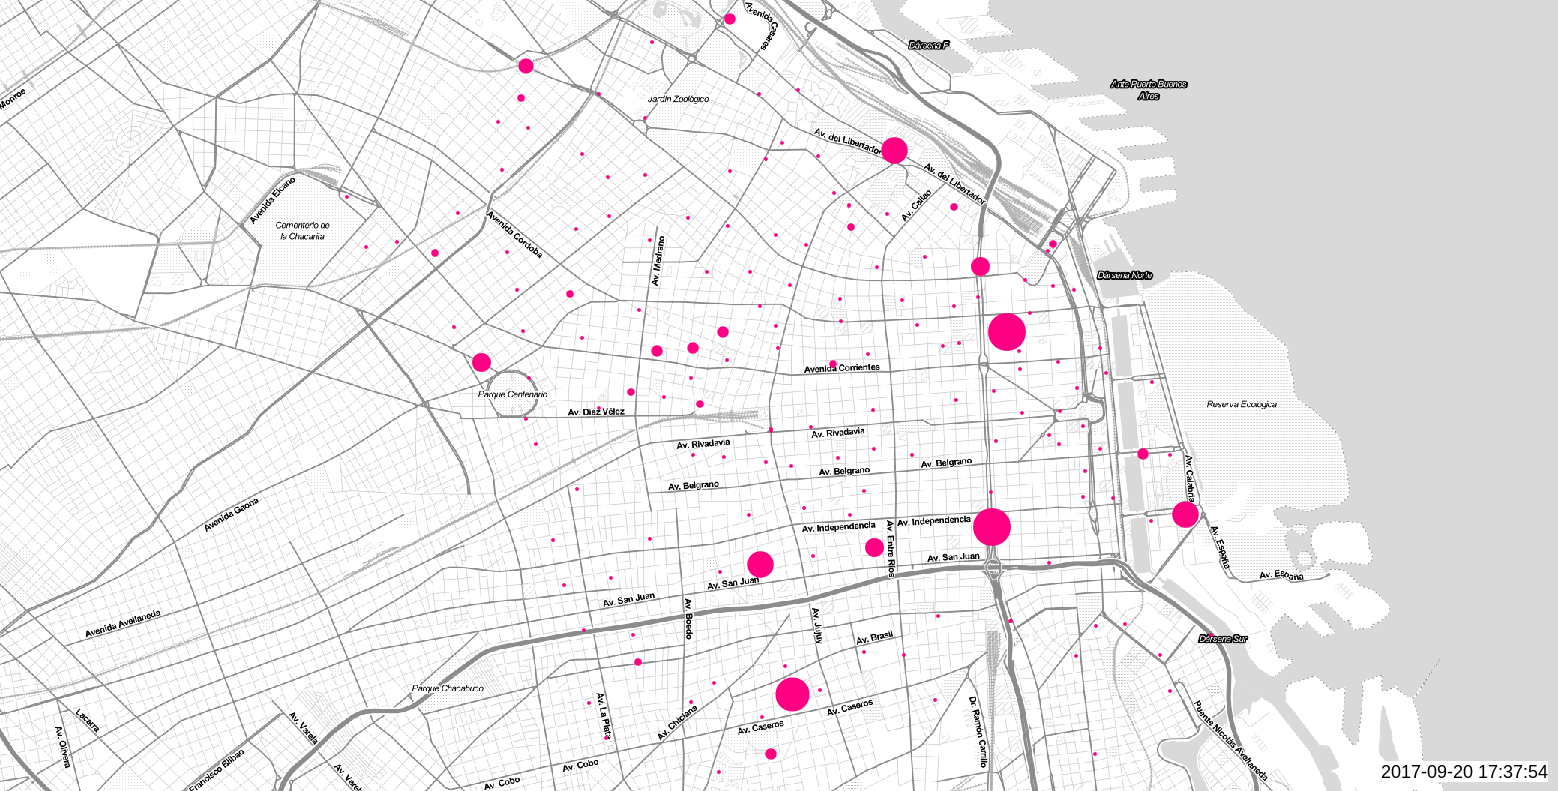 Avenida Casares
Dársena F
Ante Puerto Buenos
Aires
Monroe
Jardín Zoológico
Av. del Libertador
Av. del Libertador
Avenida Elcano
Av. Callao
Cementerio de
la Chacarita
Avenida Córdoba
Av. Medrano
Dársena Norte
Avenida Corrientes
Parque Centenario
Av. Díaz Vélez
Reserva Ecológica
Av. Rivadavia
Av. Rivadavia
Av. Belgrano
Av. Belgrano
Av. Belgrano
Av. Calabria
Avenida Gaona
Av. Independencia
Av. Independencia
Av. Entre Ríos
Av. España
Av. San Juan
Av. San Juan
Av. San Juan
Av. España
Avenida Avellaneda
Av. Boedo
Av. Jujuy
Av. Brasil
Dársena Sur
Parque Chacabuco
Av. La Plata
Av. Chiclana
Av. Caseros
Av. Caseros
Dr. Ramón Carrillo
Puente Nicolás Avellaneda
Lacarra
Av. Olivera
Av. Varela
Francisco Bilbao
Av. Cobo
Av. Cobo
2017-09-20 17:37:54